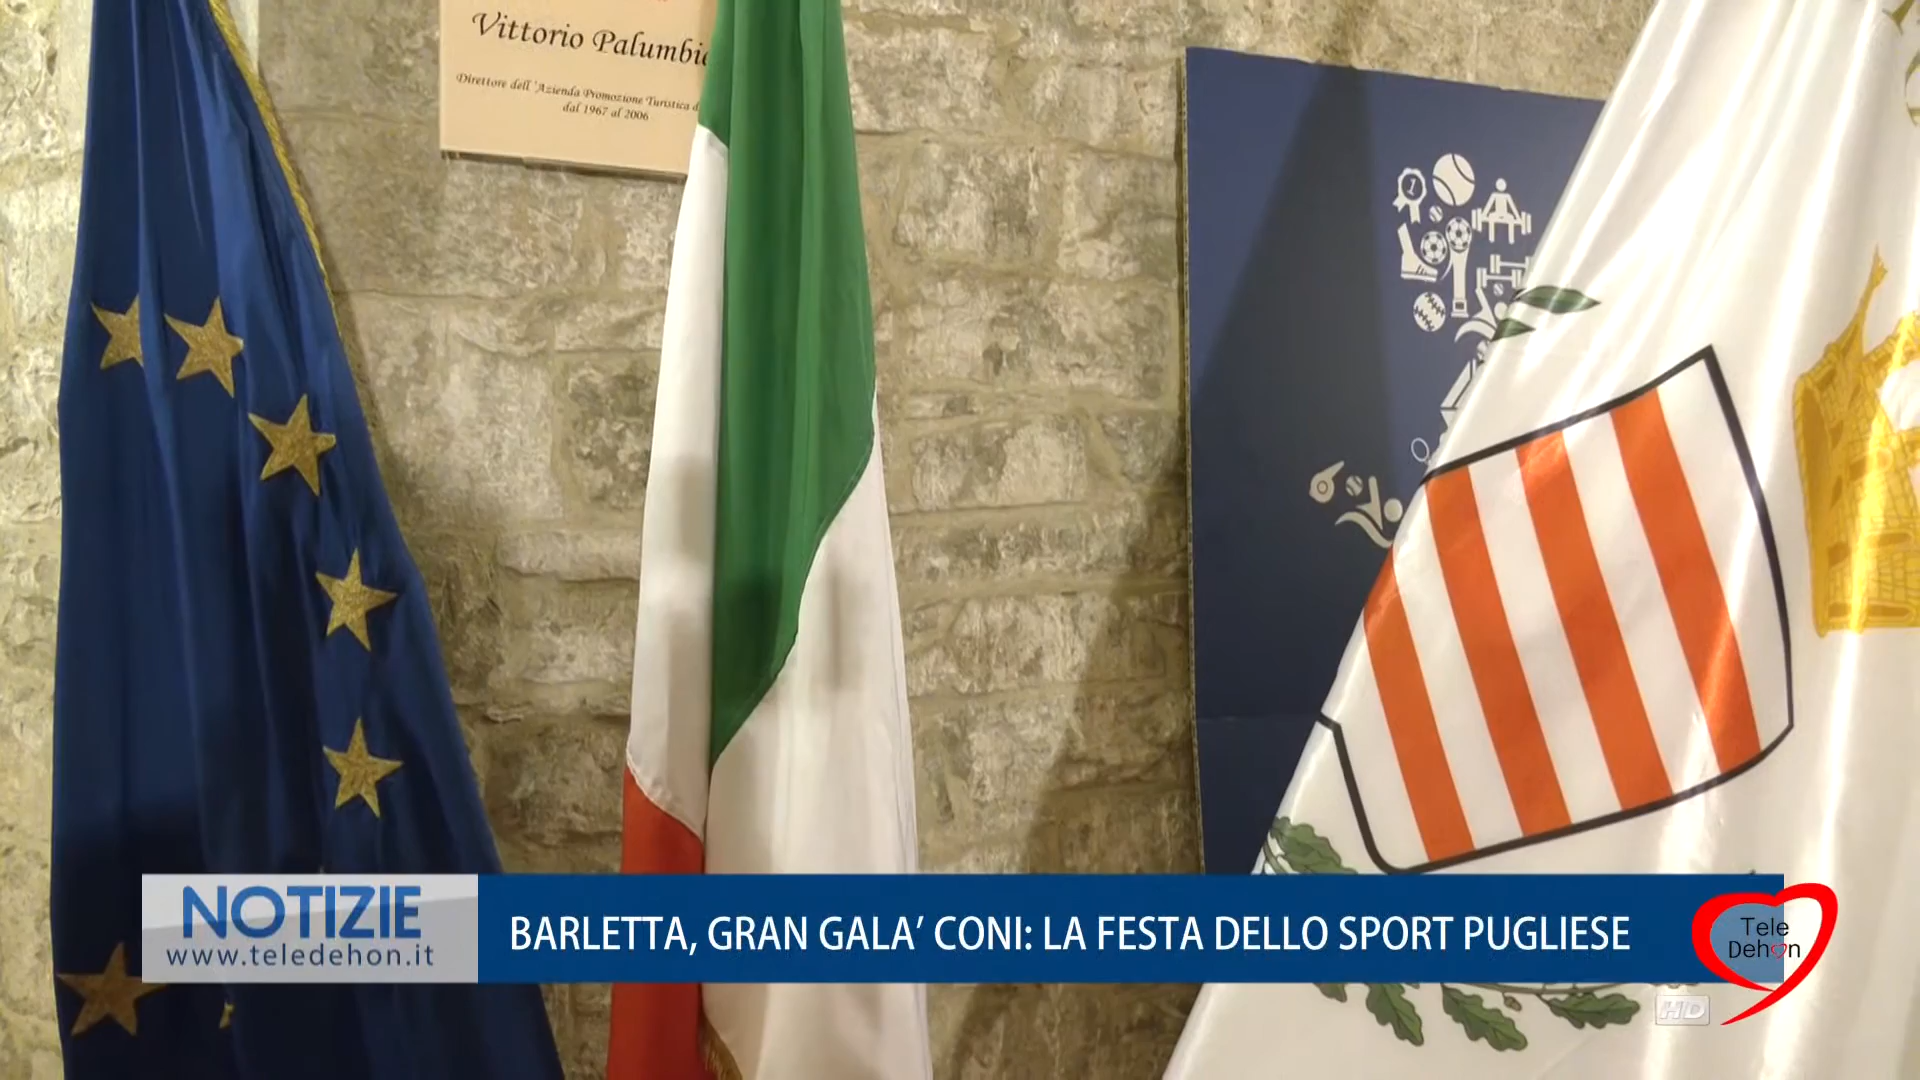 Vittorio Palumbi
Direttore dell'Azienda Promozione Turistica
dal 1967 al 2006
1
NOTIZIE
www.teledehon.it
BARLETTA, GRAN GALA' CONI: LA FESTA DELLO SPORT PUGLIESE
Tele
Dehon
HD